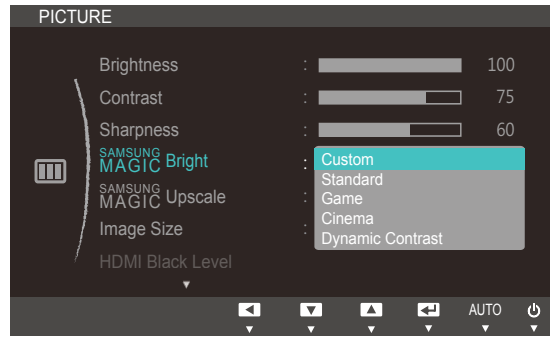 PICTURE
Brightness : 100
Contrast : 75
Sharpness : 60
SAMSUNG
MAGIC Bright : Custom
Standard
SAMSUNG
MAGIC Upscale : Game
Cinema
Image Size : Dynamic Contrast
HDMI Black Level
AUTO